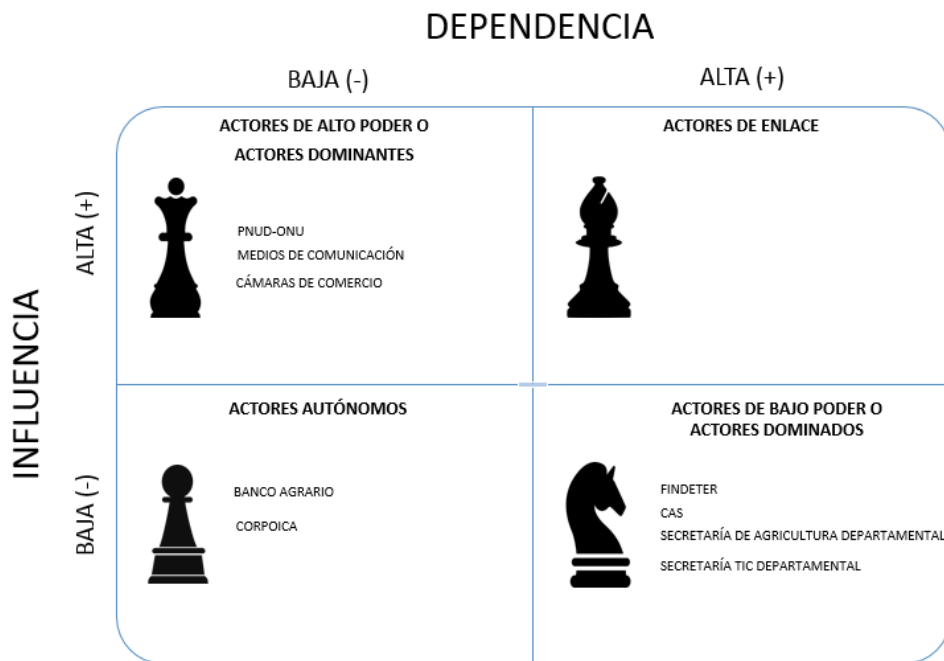 DEPENDENCIA
BAJA (-)
ALTA (+)
INFLUENCIA
ALTA (+)
ACTORES DE ALTO PODER O
ACTORES DOMINANTES
PNUD-ONU
MEDIOS DE COMUNICACIÓN
CÁMARAS DE COMERCIO
ACTORES DE ENLACE
BAJA (-)
ACTORES AUTÓNOMOS
BANCO AGRARIO
CORPOICA
ACTORES DE BAJO PODER O
ACTORES DOMINADOS
FINDETER
CAS
SECRETARÍA DE AGRICULTURA DEPARTAMENTAL
SECRETARÍA TIC DEPARTAMENTAL